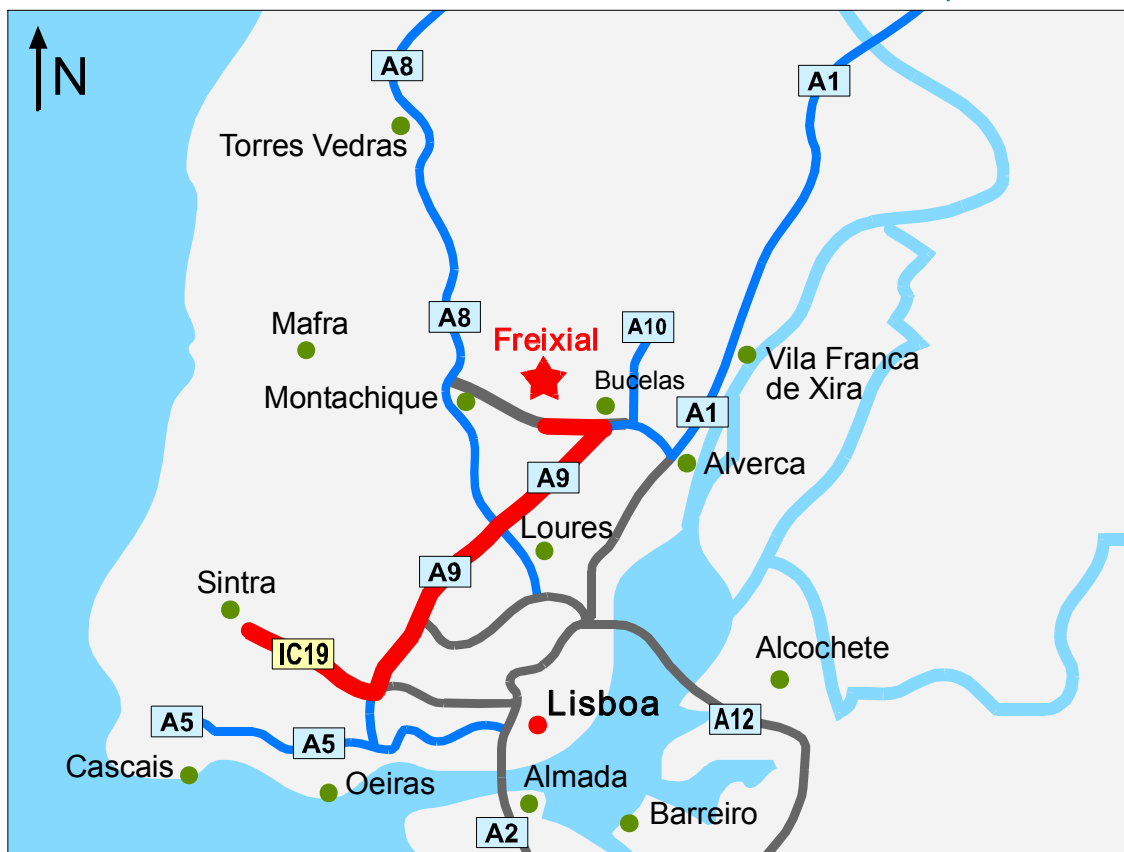 N
A8
A1
Torres Vedras
A8
A10
Mafra
Freixial
Vila Franca
de Xira
Bucelas
Montachique
A1
Alverca
A9
Loures
A9
Sintra
IC19
Alcochete
Lisboa
A5
A12
A5
Cascais
Oeiras
Almada
Barreiro
A2